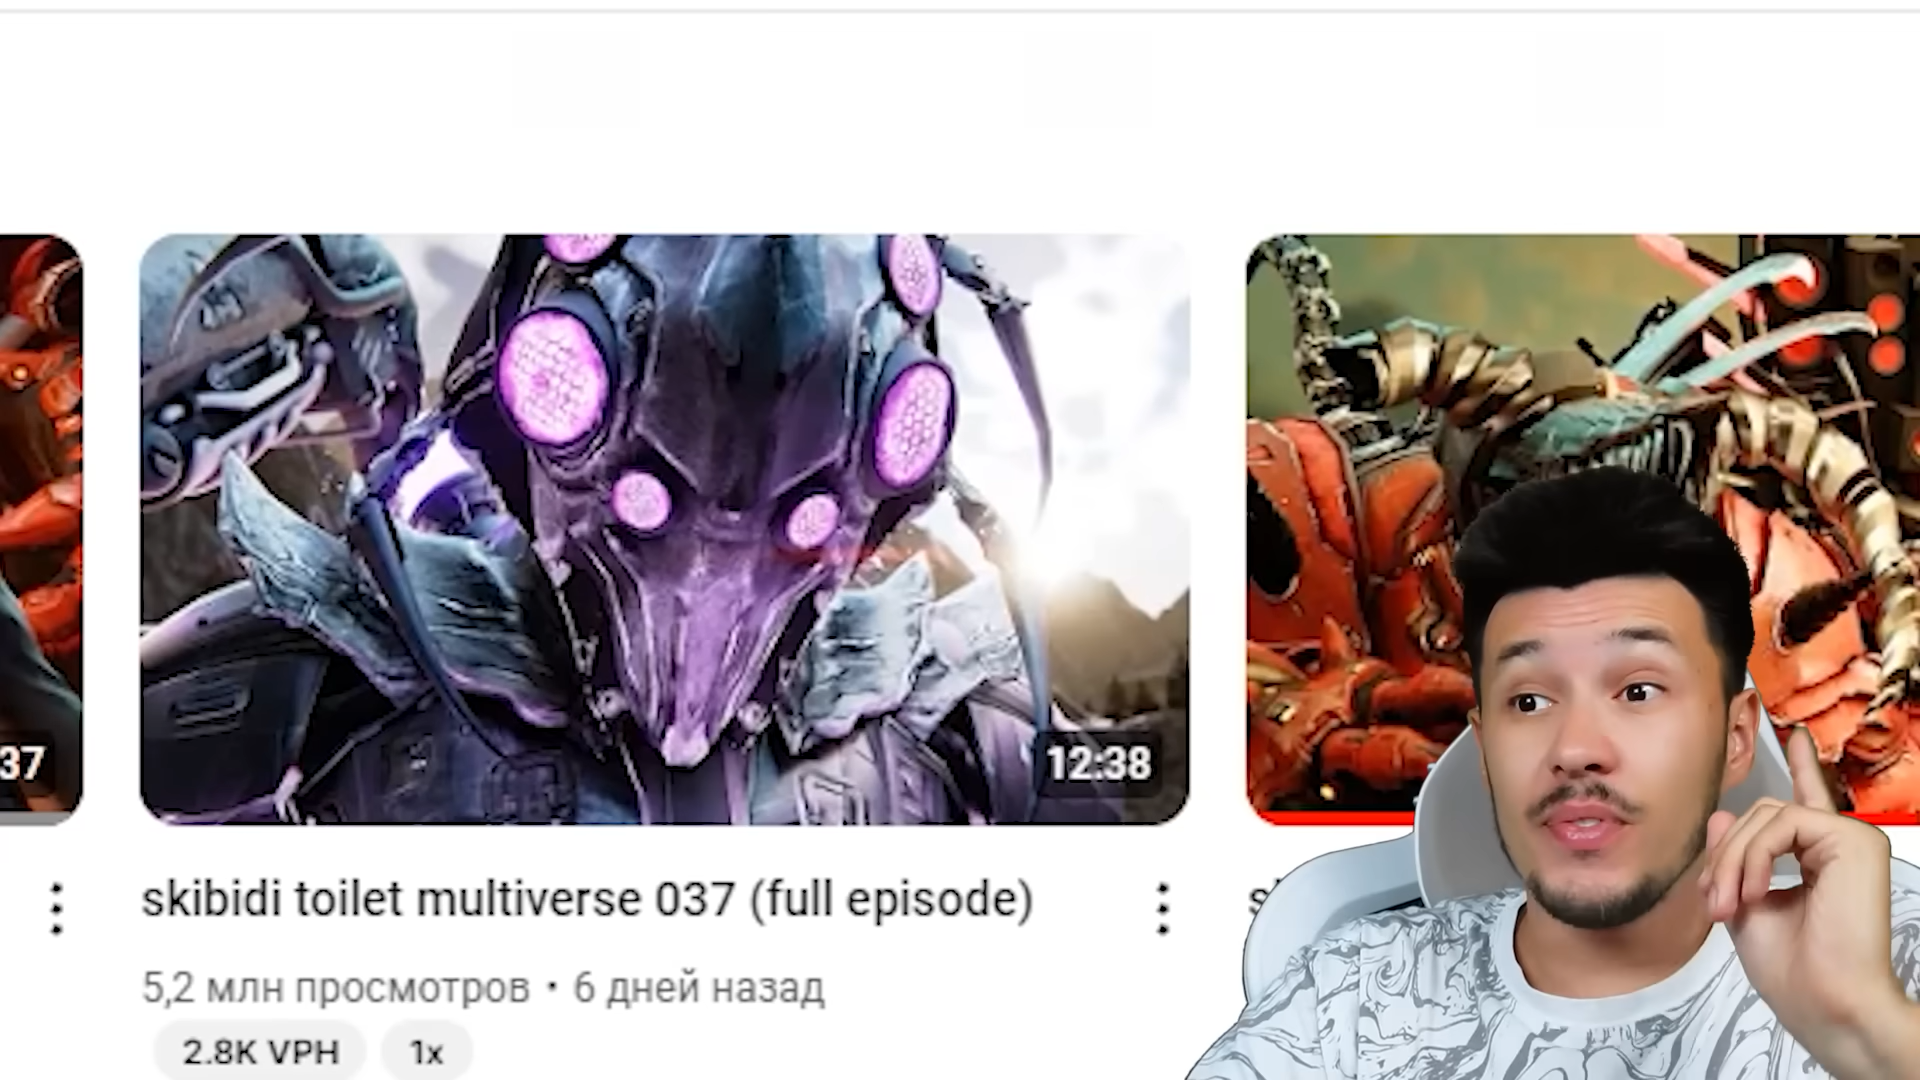 37
12:38
skibidi toilet multiverse 037 (full episode)
5,2 млн просмотров • 6 дней назад
2.8K VPH
1x